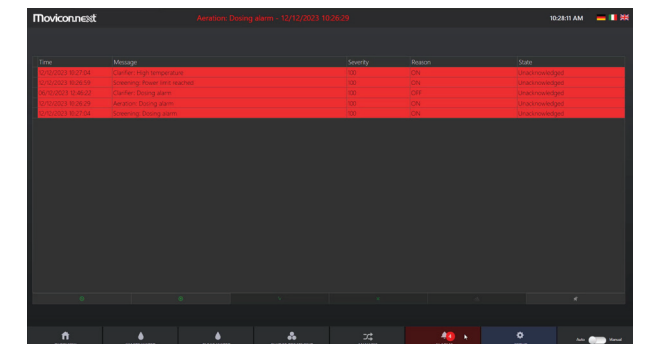 Movicon.next
Aeration: Dosing alarm - 12/12/2023 10:26:29
10:28:11 AM
Time Message Severity Reason State
12/12/2023 10:27:04 Clarifier: High temperature 100 ON Unacknowledged
12/12/2023 10:26:59 Screening: Power limit reached 100 ON Unacknowledged
06/12/2023 12:48:22 Clarifier: Dosing alarm 100 OFF Unacknowledged
12/12/2023 10:26:29 Aeration: Dosing alarm 100 ON Unacknowledged
12/12/2023 10:27:54 Screening: Dosing alarm 100 ON Unacknowledged
4
Auto Manual